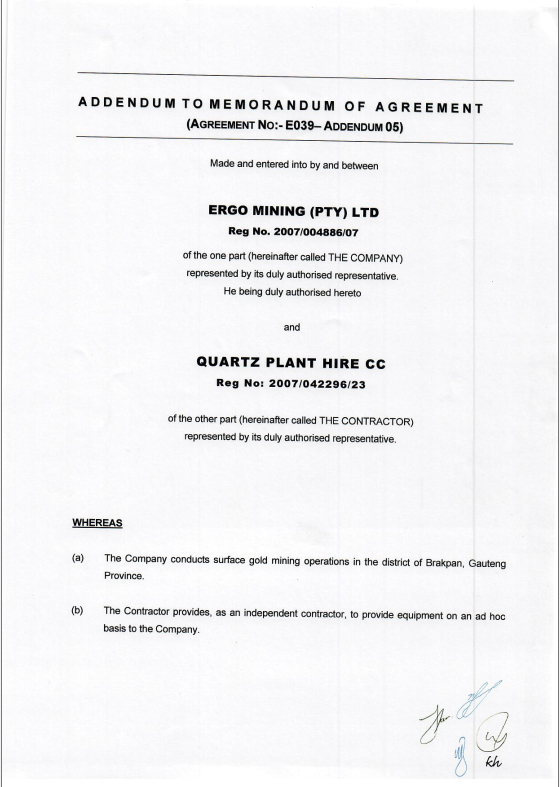 ADDENDUM TO MEMORANDUM OF AGREEMENT
(AGREEMENT NO:- E039– ADDENDUM 05)
Made and entered into by and between
ERGO MINING (PTY) LTD
Reg No. 2007/004886/07
of the one part (hereinafter called THE COMPANY)
represented by its duly authorised representative.
He being duly authorised hereto
and
QUARTZ PLANT HIRE CC
Reg No: 2007/042296/23
of the other part (hereinafter called THE CONTRACTOR)
represented by its duly authorised representative.
WHEREAS
(a) The Company conducts surface gold mining operations in the district of Brakpan, Gauteng
Province.
(b) The Contractor provides, as an independent contractor, to provide equipment on an ad hoc
basis to the Company.
kh